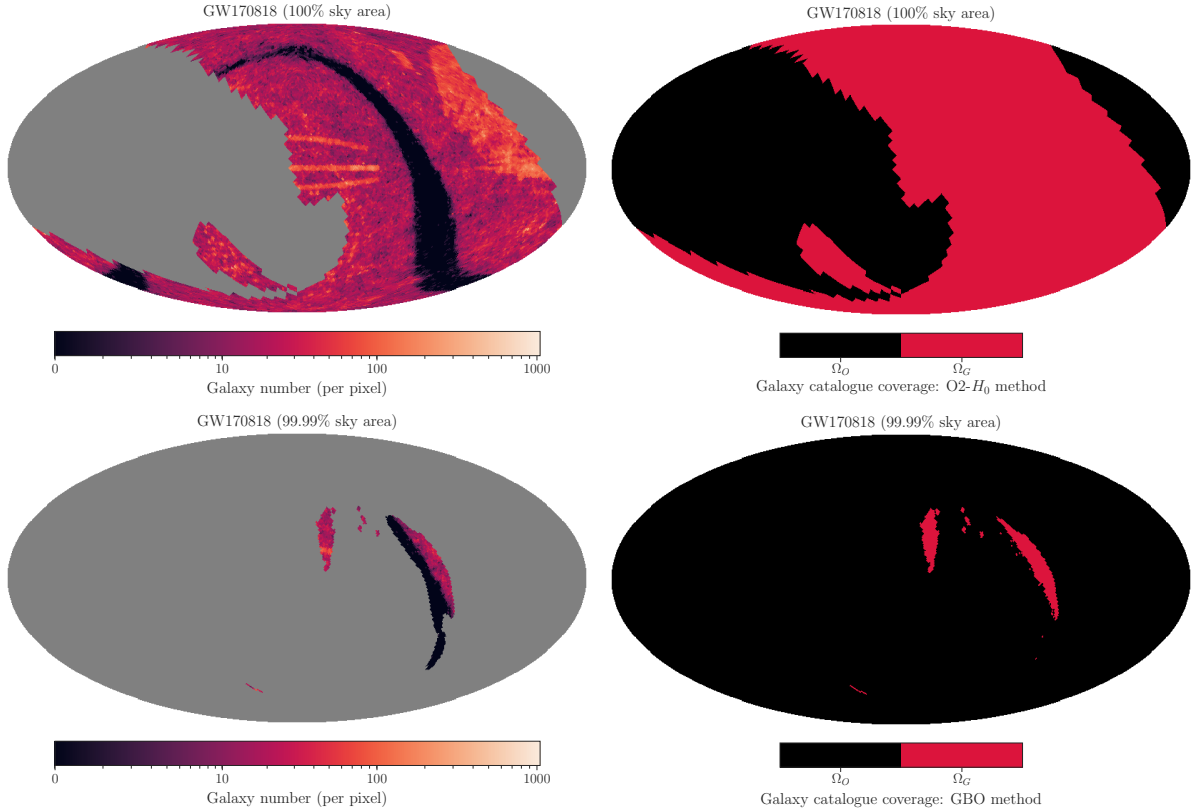 GW170818 (100% sky area)
GW170818 (100% sky area)
0 10 100 1000
Galaxy number (per pixel)
Ω_O Ω_G
Galaxy catalogue coverage: O2-H₀ method
GW170818 (99.99% sky area)
GW170818 (99.99% sky area)
0 10 100 1000
Galaxy number (per pixel)
Ω_O Ω_G
Galaxy catalogue coverage: GBO method